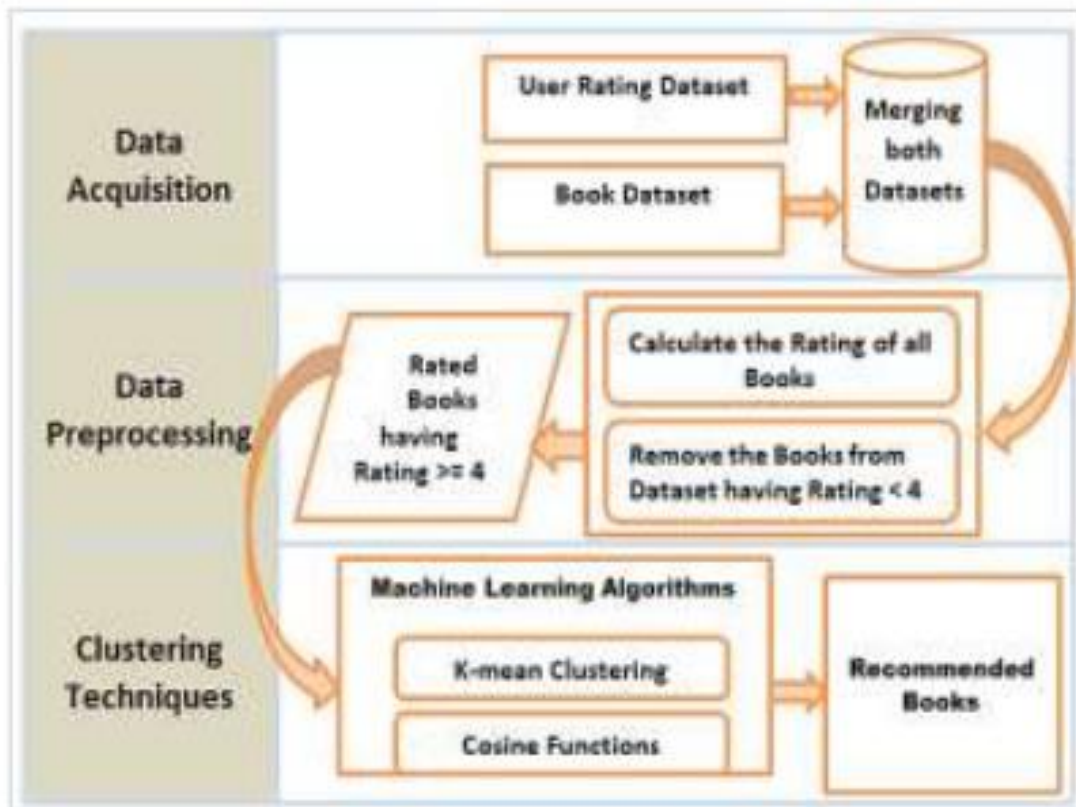 Data
Acquisition
User Rating Dataset
Book Dataset
Merging
both
Datasets
Data
Preprocessing
Rated
Books
having
Rating >= 4
Calculate the Rating of all
Books
Remove the Books from
Dataset having Rating < 4
Clustering
Techniques
Machine Learning Algorithms
K-mean Clustering
Cosine Functions
Recommended
Books